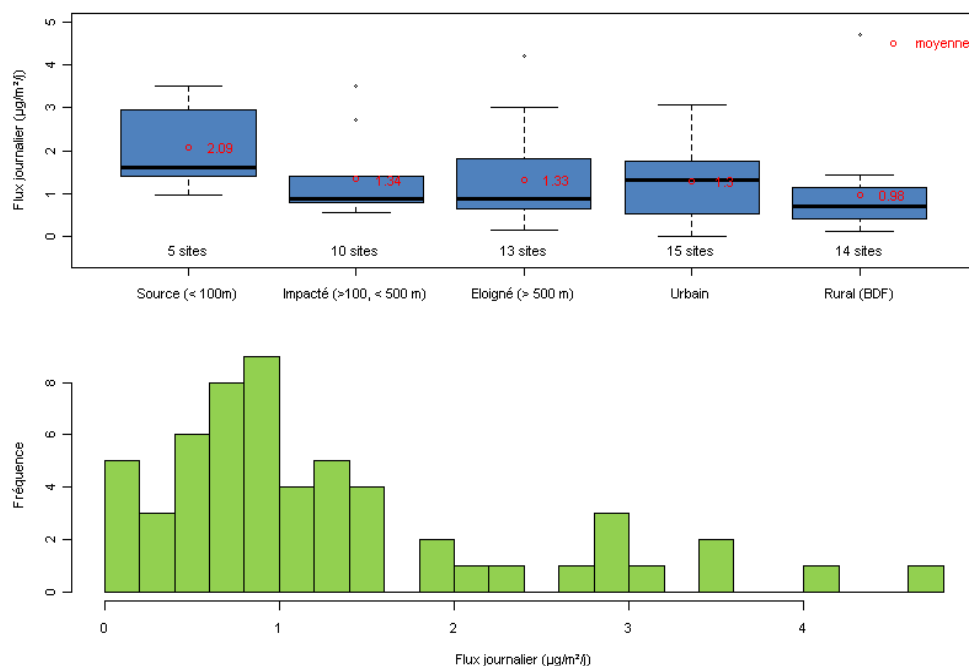 Flux journalier (µg/m²/j)
5
4
3
2
1
0
moyenne
2.09
1.34
1.33
1.3
0.98
5 sites
10 sites
13 sites
15 sites
14 sites
Source (< 100m)
Impacté (>100, < 500 m)
Eloigné (> 500 m)
Urbain
Rural (BDF)
Fréquence
8
6
4
2
0
0
1
2
3
4
Flux journalier (µg/m²/j)